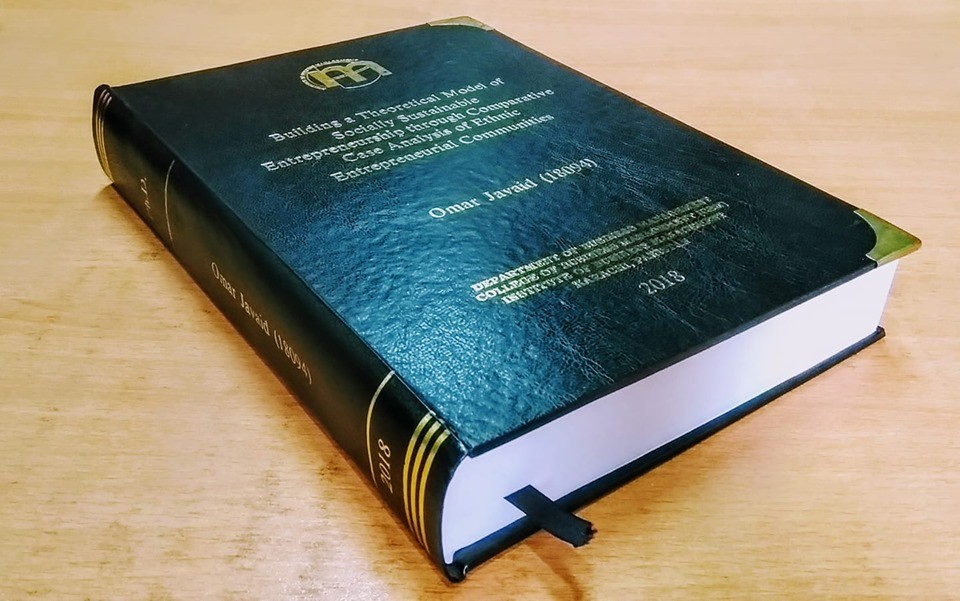 Building a Theoretical Model of
Socially Sustainable
Entrepreneurship through Comparative
Case Analysis of Ethnic
Entrepreneurial Communities
Omar Javaid (18094)
DEPARTMENT OF BUSINESS MANAGEMENT
COLLEGE OF BUSINESS MANAGEMENT
INSTITUTE OF BUSINESS MANAGEMENT
KARACHI, PAKISTAN
2018
Ph.D.
Omar Javaid (18094)
2018